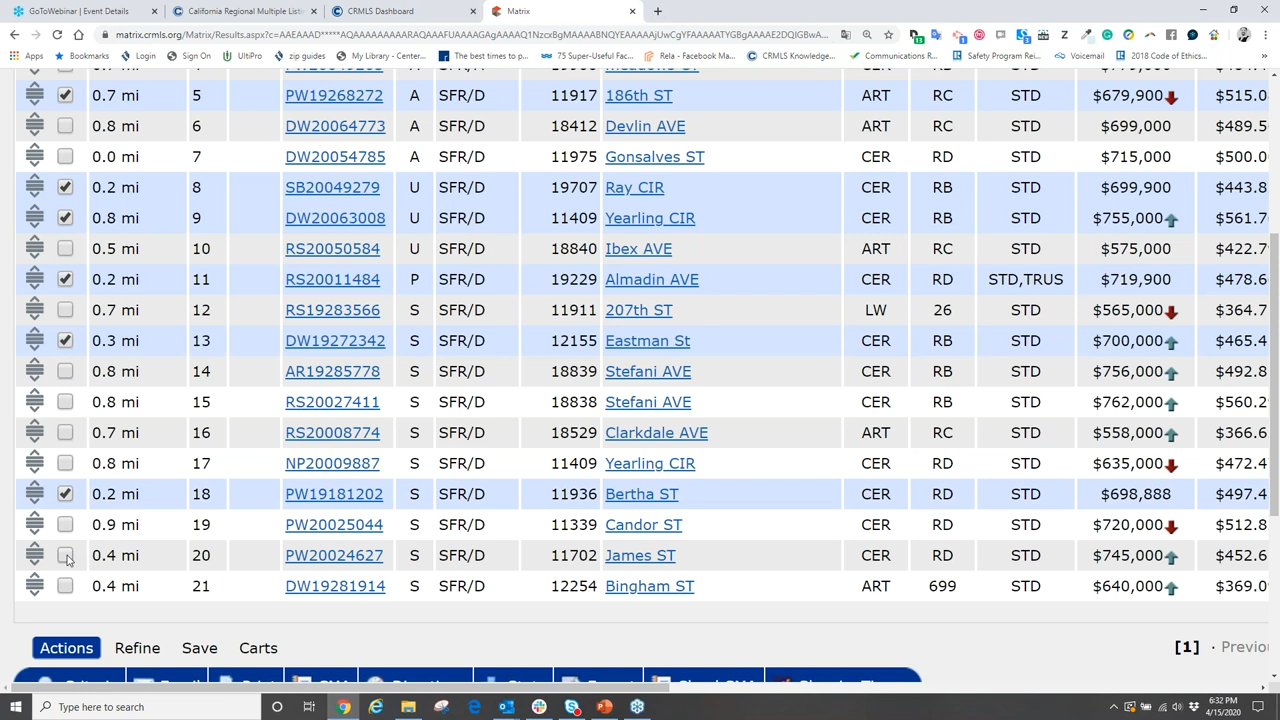 GoToWebinar | Event Details
California Regional Multiple Listi
CRMLS Dashboard
Matrix
matrix.crmls.org/Matrix/Results.aspx?c=AAEAAAD*****AQAAAAAAAAARAQAAAFUAAAAGAgAAAAQ1NzcxBgMAAAABNQYEAAAAAjUwCgYFAAAAATYGBgAAAAE2DQIGBwA...
Apps
Bookmarks
Login
Sign On
UltiPro
zip guides
My Library - Center...
The best times to p...
75 Super-Useful Fac...
Rela - Facebook Ma...
CRMLS Knowledge...
Communications R...
Safety Program Rei...
Voicemail
2018 Code of Ethics...
0.7 mi 5 PW19268272 A SFR/D 11917 186th ST ART RC STD $679,900 $515.0
0.8 mi 6 DW20064773 A SFR/D 18412 Devlin AVE ART RC STD $699,000 $489.5
0.0 mi 7 DW20054785 A SFR/D 11975 Gonsalves ST CER RD STD $715,000 $500.0
0.2 mi 8 SB20049279 U SFR/D 19707 Ray CIR CER RB STD $699,900 $443.8
0.8 mi 9 DW20063008 U SFR/D 11409 Yearling CIR CER RB STD $755,000 $561.7
0.5 mi 10 RS20050584 U SFR/D 18840 Ibex AVE ART RC STD $575,000 $422.7
0.2 mi 11 RS20011484 P SFR/D 19229 Almadin AVE CER RD STD,TRUS $719,900 $478.6
0.7 mi 12 RS19283566 S SFR/D 11911 207th ST LW 26 STD $565,000 $364.7
0.3 mi 13 DW19272342 S SFR/D 12155 Eastman St CER RB STD $700,000 $465.4
0.8 mi 14 AR19285778 S SFR/D 18839 Stefani AVE CER RB STD $756,000 $492.8
0.8 mi 15 RS20027411 S SFR/D 18838 Stefani AVE CER RB STD $762,000 $560.2
0.7 mi 16 RS20008774 S SFR/D 18529 Clarkdale AVE ART RC STD $558,000 $366.6
0.8 mi 17 NP20009887 S SFR/D 11409 Yearling CIR CER RD STD $635,000 $472.4
0.2 mi 18 PW19181202 S SFR/D 11936 Bertha ST CER RD STD $698,888 $497.4
0.9 mi 19 PW20025044 S SFR/D 11339 Candor ST CER RD STD $720,000 $512.8
0.4 mi 20 PW20024627 S SFR/D 11702 James ST CER RD STD $745,000 $452.6
0.4 mi 21 DW19281914 S SFR/D 12254 Bingham ST ART 699 STD $640,000 $369.0
Actions Refine Save Carts [1] · Previou
Type here to search
6:32 PM
4/15/2020